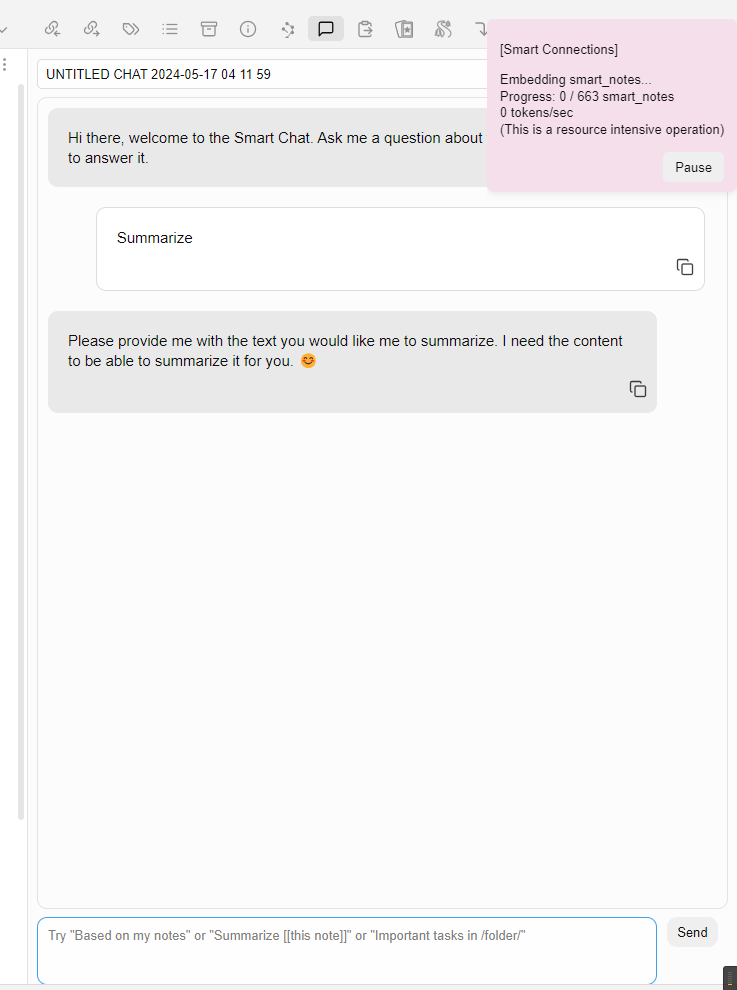 UNTITLED CHAT 2024-05-17 04 11 59
[Smart Connections]
Embedding smart_notes...
Progress: 0 / 663 smart_notes
0 tokens/sec
(This is a resource intensive operation)
Pause
Hi there, welcome to the Smart Chat. Ask me a question about
to answer it.
Summarize
Please provide me with the text you would like me to summarize. I need the content
to be able to summarize it for you. 😊
Try "Based on my notes" or "Summarize [[this note]]" or "Important tasks in /folder/"
Send